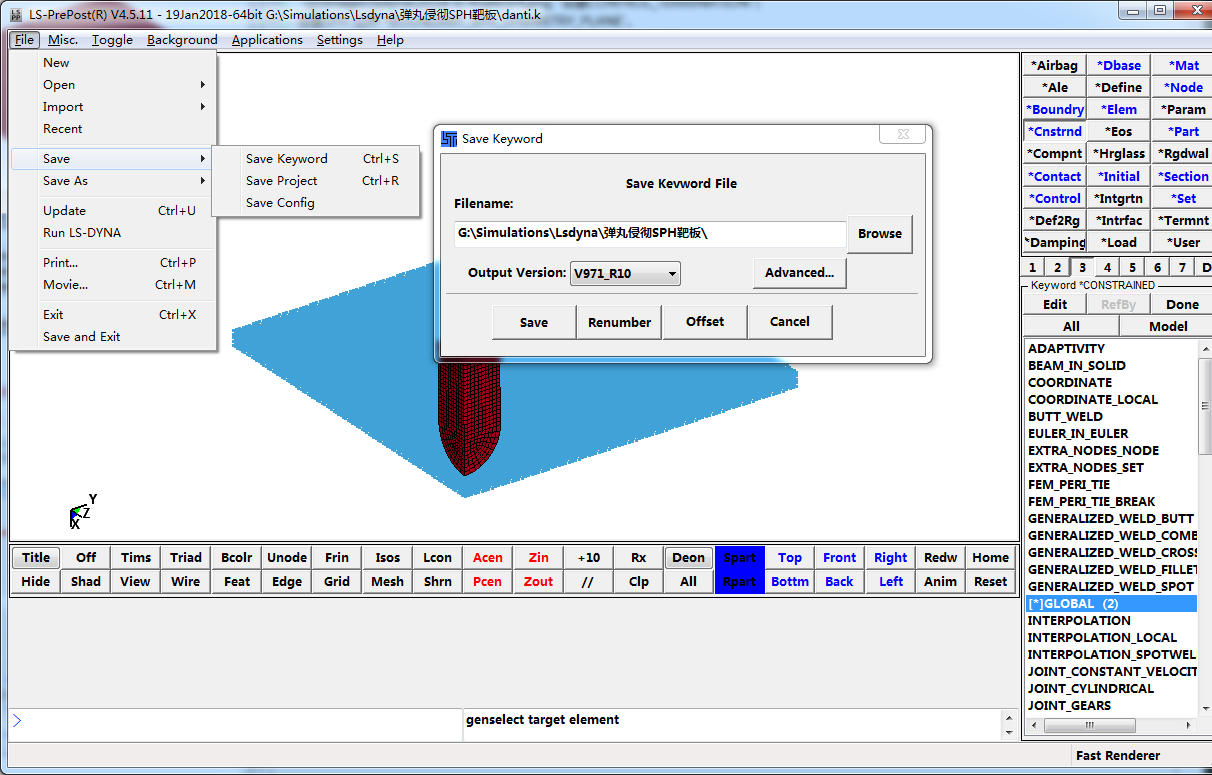 LS-PrePost(R) V4.5.11 - 19Jan2018-64bit G:\Simulations\Lsdyna\弹丸侵彻SPH靶板\danti.k
File Misc. Toggle Background Applications Settings Help
New
Open
Import
Recent
Save
Save As
Update Ctrl+U
Run LS-DYNA
Print... Ctrl+P
Movie... Ctrl+M
Exit Ctrl+X
Save and Exit
Save Keyword Ctrl+S
Save Project Ctrl+R
Save Config
Save Keyword
Save Keyword File
Filename:
G:\Simulations\Lsdyna\弹丸侵彻SPH靶板\
Browse
Output Version: V971_R10 Advanced...
Save Renumber Offset Cancel
Y
Z
X
*Airbag *Dbase *Mat
*Ale *Define *Node
*Boundry *Elem *Param
*Cnstrnd *Eos *Part
*Compnt *Hrglass *Rgdwal
*Contact *Initial *Section
*Control *Intgrtn *Set
*Def2Rg *Intrfac *Termnt
*Damping *Load *User
1 2 3 4 5 6 7 D
Keyword *CONSTRAINED
Edit RefBy Done
All Model
ADAPTIVITY
BEAM_IN_SOLID
COORDINATE
COORDINATE_LOCAL
BUTT_WELD
EULER_IN_EULER
EXTRA_NODES_NODE
EXTRA_NODES_SET
FEM_PERI_TIE
FEM_PERI_TIE_BREAK
GENERALIZED_WELD_BUTT
GENERALIZED_WELD_COMB
GENERALIZED_WELD_CROSS
GENERALIZED_WELD_FILLET
GENERALIZED_WELD_SPOT
[*]GLOBAL (2)
INTERPOLATION
INTERPOLATION_LOCAL
INTERPOLATION_SPOTWEL
JOINT_CONSTANT_VELOCIT
JOINT_CYLINDRICAL
JOINT_GEARS
Title Off Tims Triad Bcolr Unode Frin Isos Lcon Acen Zin +10 Rx Deon Spart Top Front Right Redw Home
Hide Shad View Wire Feat Edge Grid Mesh Shrn Pcen Zout // Clp All Rpart Bottm Back Left Anim Reset
> genselect target element
Fast Renderer